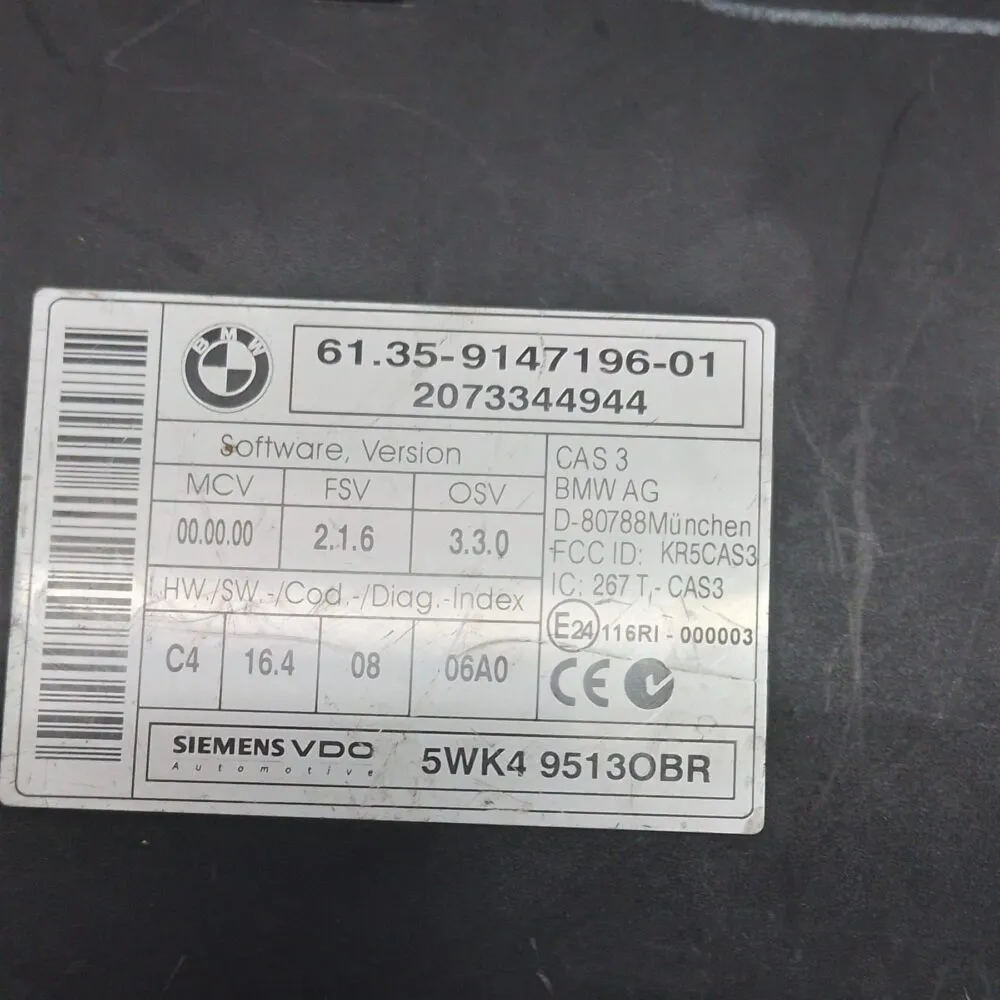 BMW
61.35-9147196-01
2073344944
Software, Version
MCV FSV OSV
00.00.00 2.1.6 3.3.0
HW./SW.-/Cod.-/Diag.-Index
C4 16.4 08 06A0
CAS 3
BMW AG
D-80788München
FCC ID: KR5CAS3
IC: 267 T,- CAS3
E24 116RI - 000003
CE
SIEMENS VDO
Automotive
5WK4 9513OBR